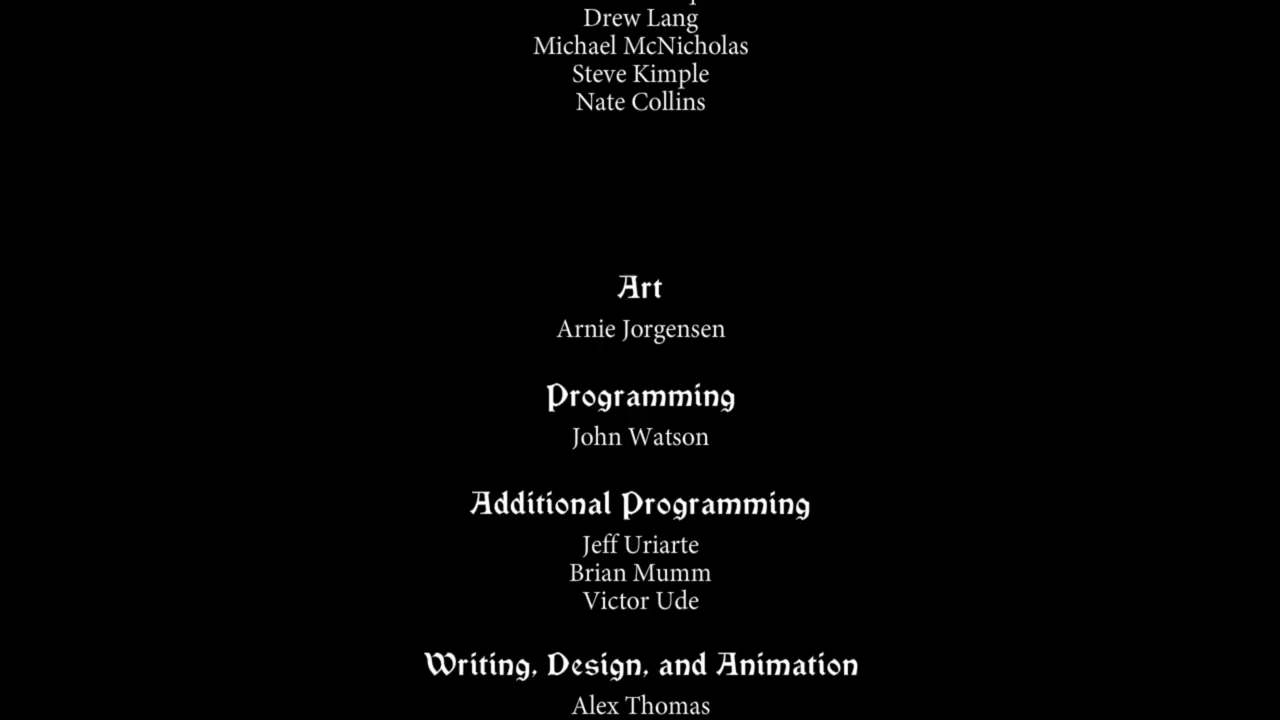 Drew Lang
Michael McNicholas
Steve Kimple
Nate Collins
Art
Arnie Jorgensen
Programming
John Watson
Additional Programming
Jeff Uriarte
Brian Mumm
Victor Ude
Writing, Design, and Animation
Alex Thomas